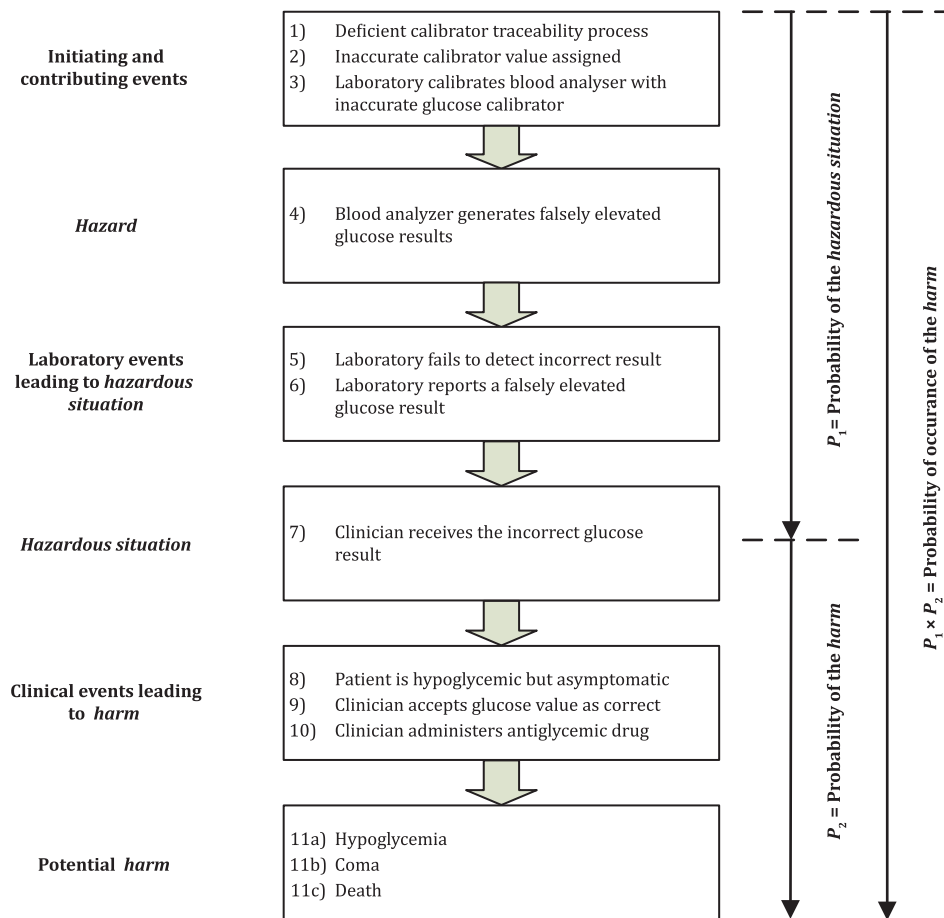 Initiating and
contributing events
1) Deficient calibrator traceability process
2) Inaccurate calibrator value assigned
3) Laboratory calibrates blood analyser with
inaccurate glucose calibrator
Hazard
4) Blood analyzer generates falsely elevated
glucose results
Laboratory events
leading to hazardous
situation
5) Laboratory fails to detect incorrect result
6) Laboratory reports a falsely elevated
glucose result
Hazardous situation
7) Clinician receives the incorrect glucose
result
Clinical events leading
to harm
8) Patient is hypoglycemic but asymptomatic
9) Clinician accepts glucose value as correct
10) Clinician administers antiglycemic drug
Potential harm
11a) Hypoglycemia
11b) Coma
11c) Death
P₁ = Probability of the hazardous situation
P₂ = Probability of the harm
P₁ × P₂ = Probability of occurance of the harm